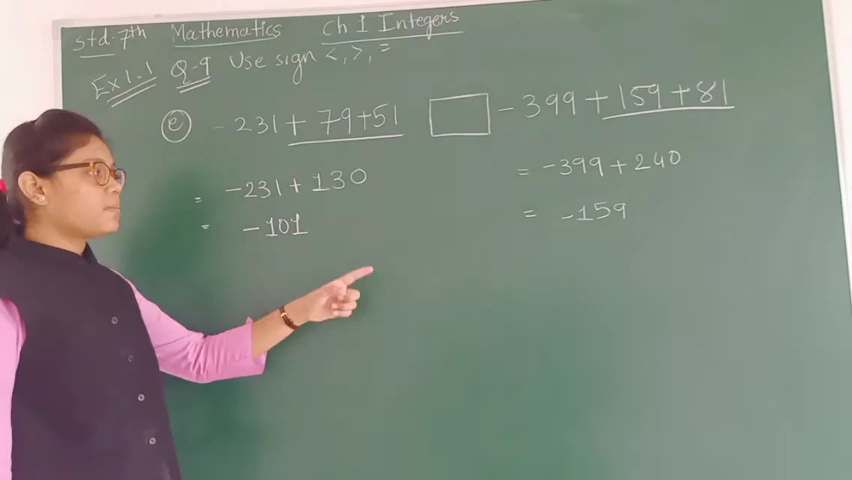 std-7th Mathematics Ch 1 Integers
Ex 1.1 Q-9 Use sign <, >, =
(e) -231 + 79+51 □ -399 + 159 + 81
= -231 + 130 = -399 + 240
= -101 = -159